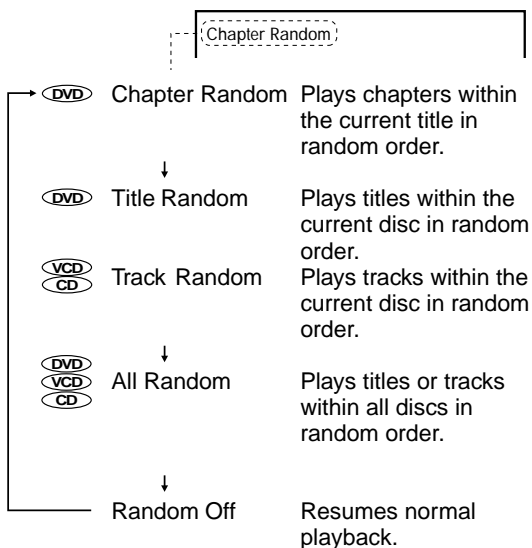 Chapter Random
DVD Chapter Random Plays chapters within
the current title in
random order.
DVD Title Random Plays titles within the
current disc in random
order.
VCD
CD
Track Random Plays tracks within the
current disc in random
order.
DVD
VCD
CD
All Random Plays titles or tracks
within all discs in
random order.
Random Off Resumes normal
playback.